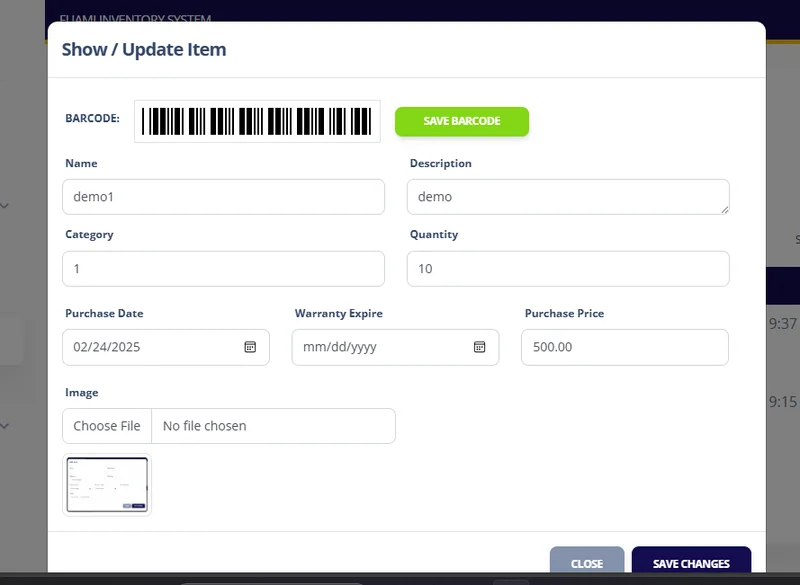 FUAMI INVENTORY SYSTEM
Show / Update Item
BARCODE:
SAVE BARCODE
Name
Description
demo1
demo
Category
Quantity
1
10
Purchase Date
Warranty Expire
Purchase Price
02/24/2025
mm/dd/yyyy
500.00
Image
Choose File
No file chosen
CLOSE
SAVE CHANGES
9:37
9:15